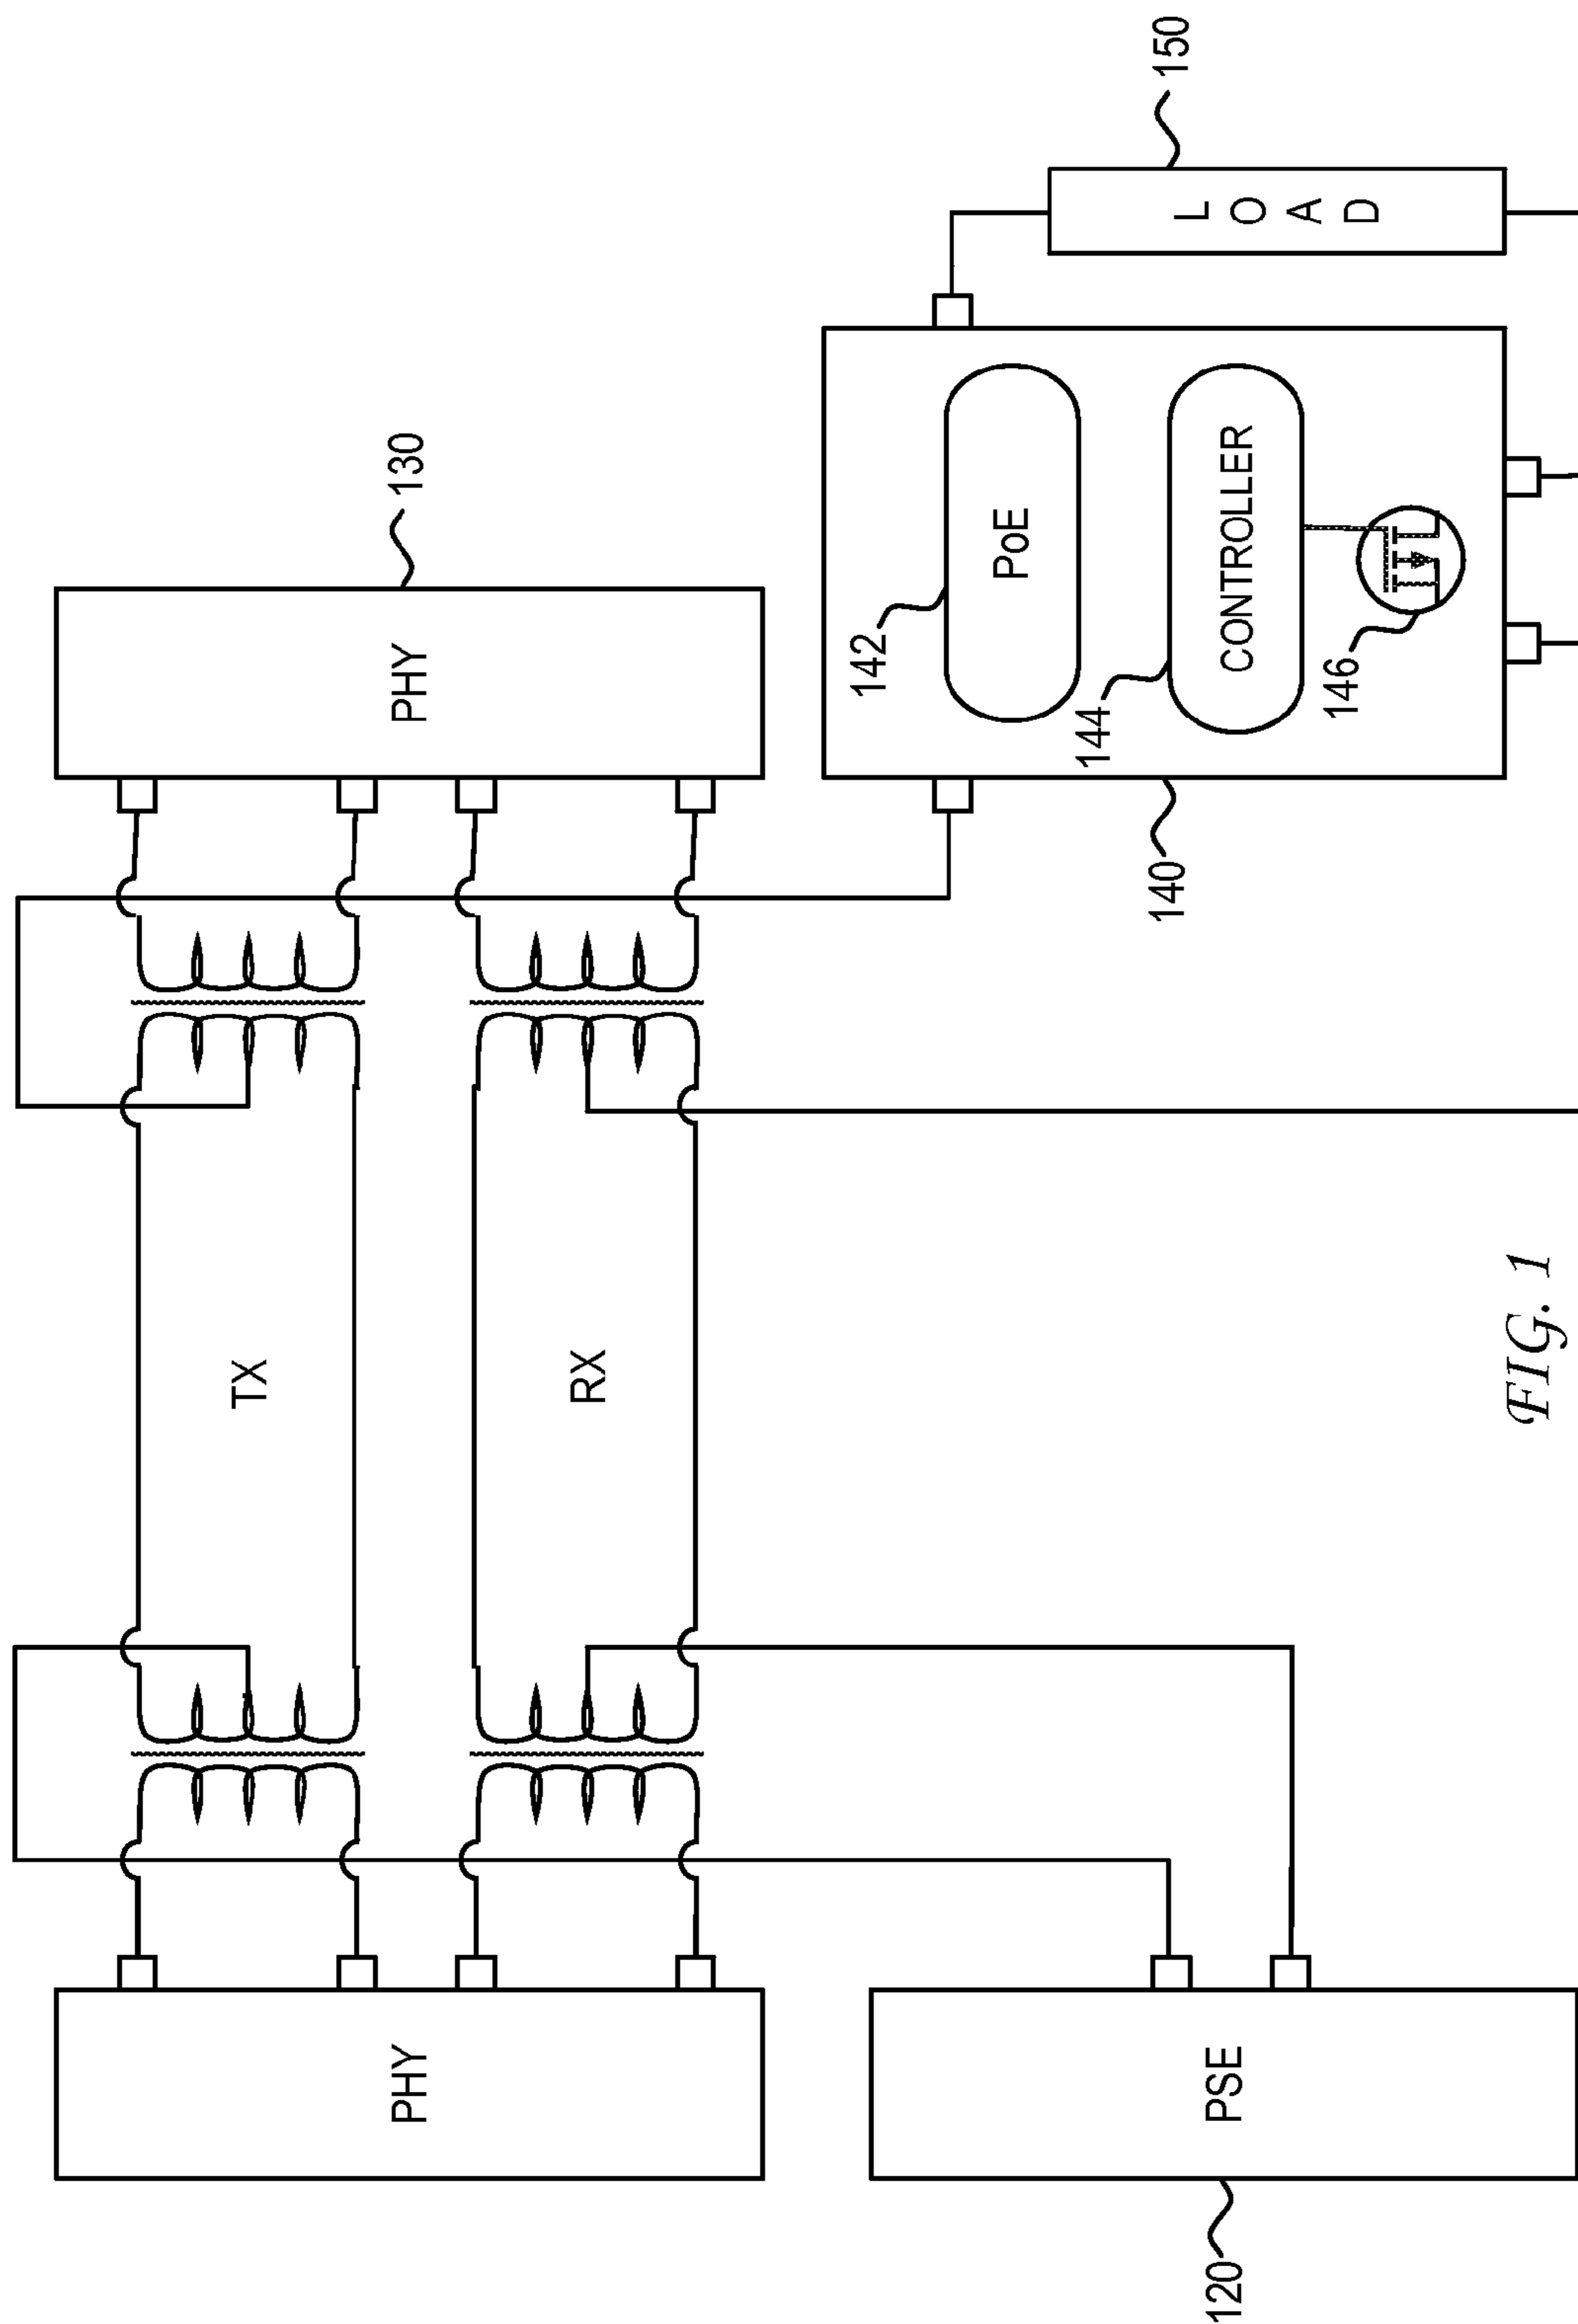 PHY
TX
RX
PHY
130
PSE
120
140
142
PoE
144
CONTROLLER
146
LOAD
150
FIG. 1